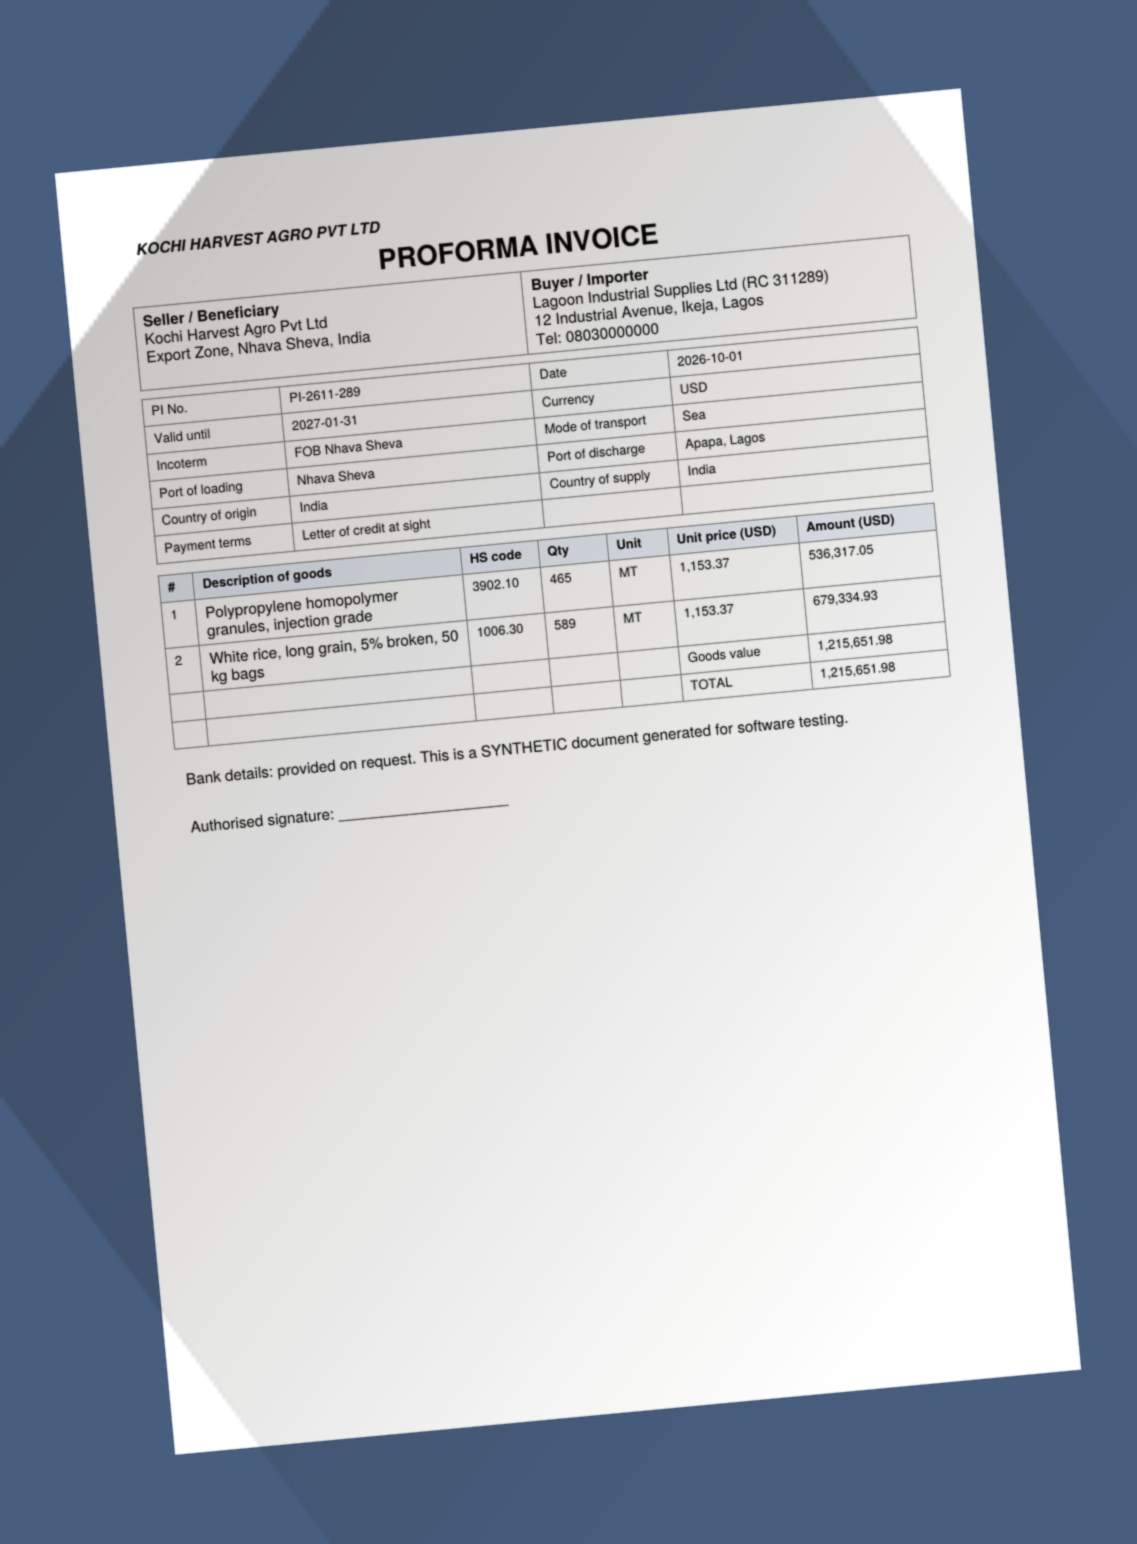 KOCHI HARVEST AGRO PVT LTD
PROFORMA INVOICE
Seller / Beneficiary
Kochi Harvest Agro Pvt Ltd
Export Zone, Nhava Sheva, India
Buyer / Importer
Lagoon Industrial Supplies Ltd (RC 311289)
12 Industrial Avenue, Ikeja, Lagos
Tel: 08030000000
PI No. PI-2611-289 Date 2026-10-01
Valid until 2027-01-31 Currency USD
Incoterm FOB Nhava Sheva Mode of transport Sea
Port of loading Nhava Sheva Port of discharge Apapa, Lagos
Country of origin India Country of supply India
Payment terms Letter of credit at sight
# Description of goods HS code Qty Unit Unit price (USD) Amount (USD)
1 Polypropylene homopolymer 3902.10 465 MT 1,153.37 536,317.05
granules, injection grade
2 White rice, long grain, 5% broken, 50 1006.30 589 MT 1,153.37 679,334.93
kg bags
Goods value 1,215,651.98
TOTAL 1,215,651.98
Bank details: provided on request. This is a SYNTHETIC document generated for software testing.
Authorised signature: ____________________